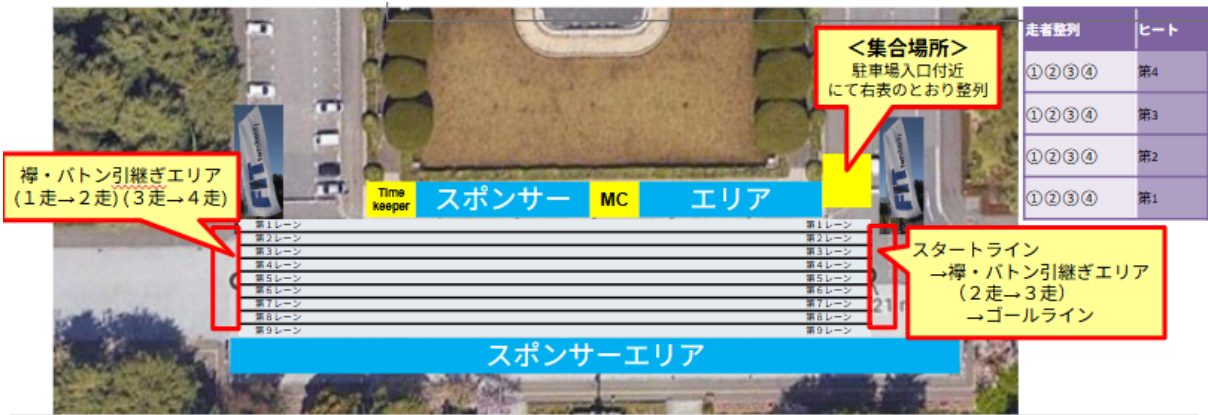 走者整列 ヒート
①②③④ 第4
①②③④ 第3
①②③④ 第2
①②③④ 第1
＜集合場所＞
駐車場入口付近
にて右表のとおり整列
FIT
FIT
襷・バトン引継ぎエリア
(１走→２走)(３走→４走)
Time
keeper
スポンサー
MC
エリア
第１レーン 第１レーン
第２レーン 第２レーン
第３レーン 第３レーン
第４レーン 第４レーン
第５レーン 第５レーン
第６レーン 第６レーン
第７レーン 第７レーン
第８レーン 第８レーン
第９レーン 第９レーン
スタートライン
→襷・バトン引継ぎエリア
（２走→３走）
→ゴールライン
スポンサーエリア